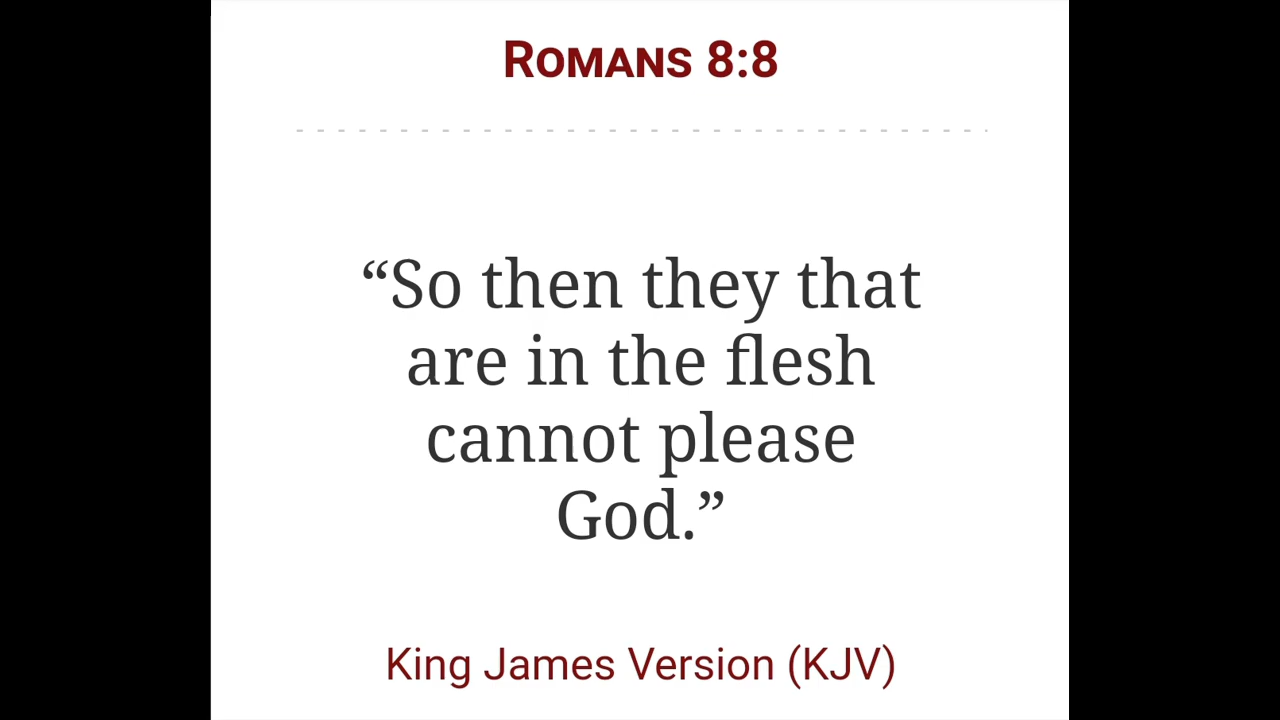 Romans 8:8
“So then they that
are in the flesh
cannot please
God.”
King James Version (KJV)